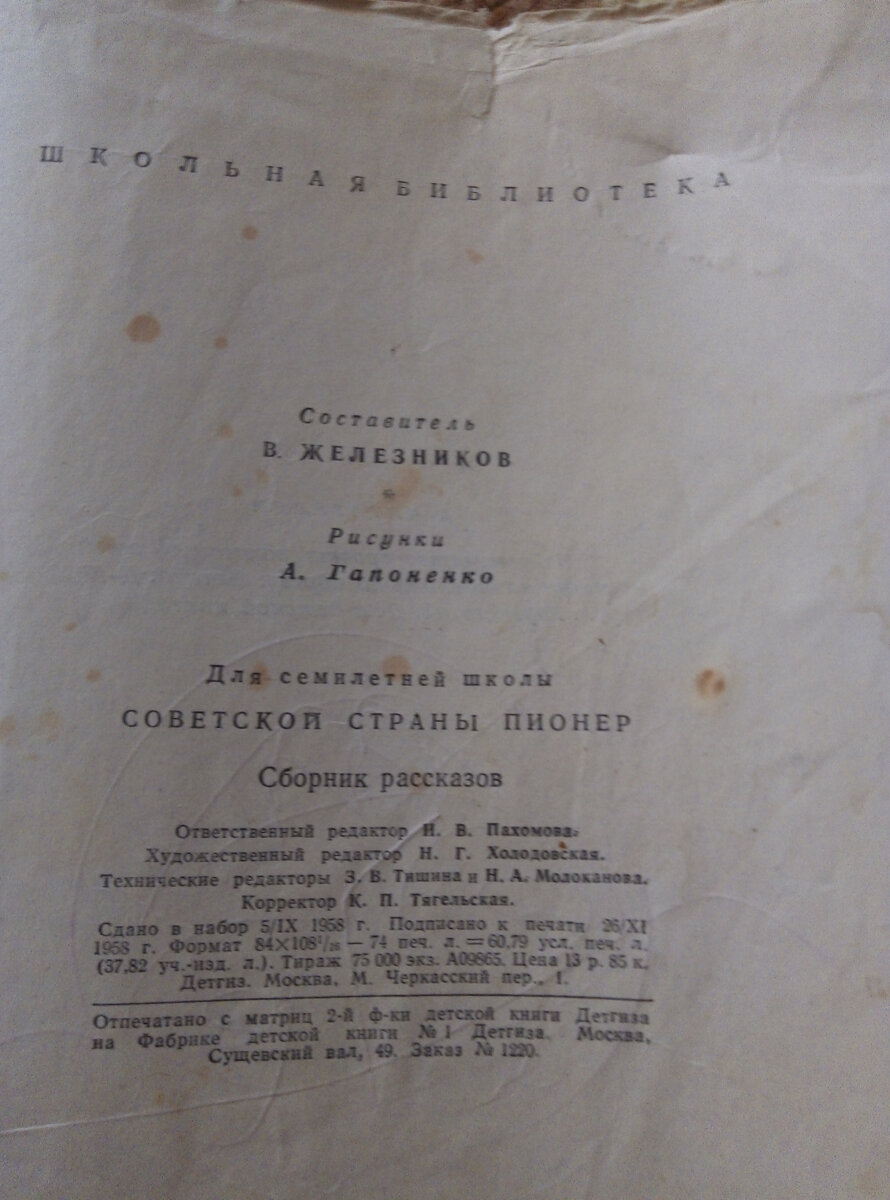 ШКОЛЬНАЯ БИБЛИОТЕКА
Составитель
В. ЖЕЛЕЗНИКОВ
Рисунки
А. Гапоненко
Для семилетней школы
СОВЕТСКОЙ СТРАНЫ ПИОНЕР
Сборник рассказов
Ответственный редактор И. В. Пахомова.
Художественный редактор Н. Г. Холодовская.
Технические редакторы З. В. Тишина и Н. А. Молоканова.
Корректор К. П. Тягельская.
Сдано в набор 5/IX 1958 г. Подписано к печати 26/XI
1958 г. Формат 84×108¹/₁₆ — 74 печ. л. = 60,79 усл. печ. л.
(37,82 уч.-изд. л.). Тираж 75 000 экз. А09865. Цена 13 р. 85 к.
Детгиз. Москва, М. Черкасский пер., 1.
Отпечатано с матриц 2-й ф-ки детской книги Детгиза
на Фабрике детской книги № 1 Детгиза. Москва,
Сущевский вал, 49. Заказ № 1220.